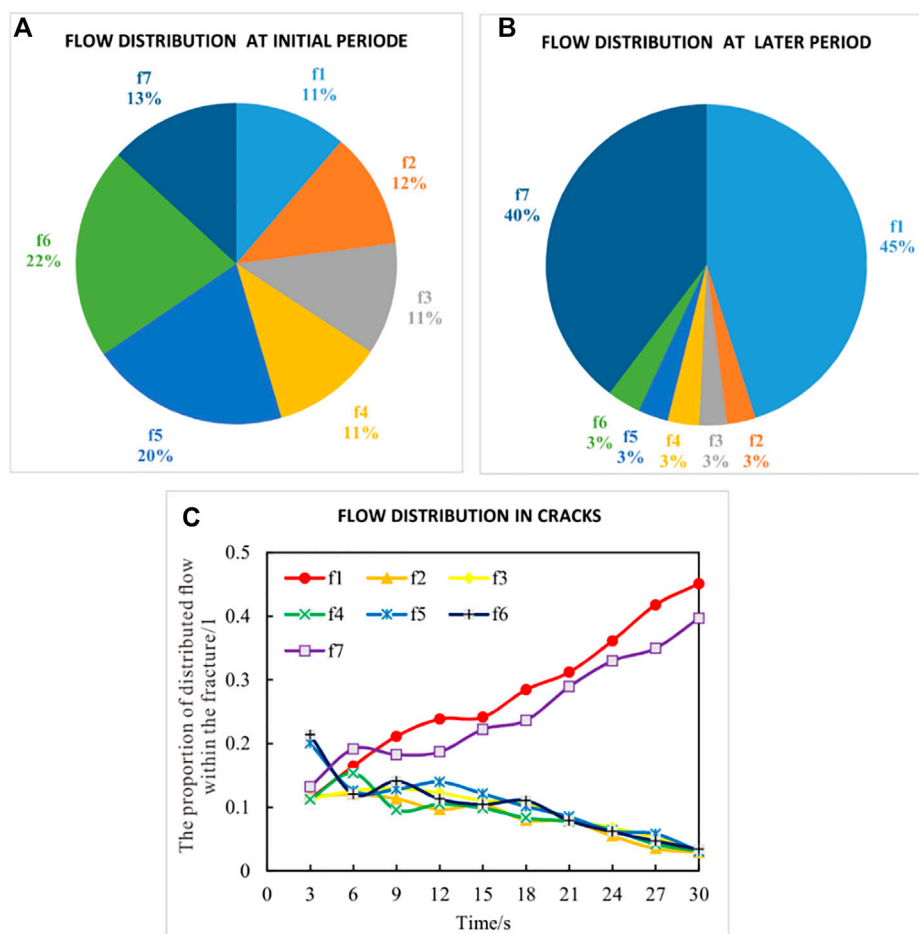 A
FLOW DISTRIBUTION AT INITIAL PERIODE
f7
13%
f1
11%
f2
12%
f6
22%
f3
11%
f4
11%
f5
20%
B
FLOW DISTRIBUTION AT LATER PERIOD
f7
40%
f1
45%
f6
3%
f5
3%
f4
3%
f3
3%
f2
3%
C
FLOW DISTRIBUTION IN CRACKS
The proportion of distributed flow
within the fracture/1
0.5
0.4
0.3
0.2
0.1
0
f1 f2 f3
f4 f5 f6
f7
0 3 6 9 12 15 18 21 24 27 30
Time/s